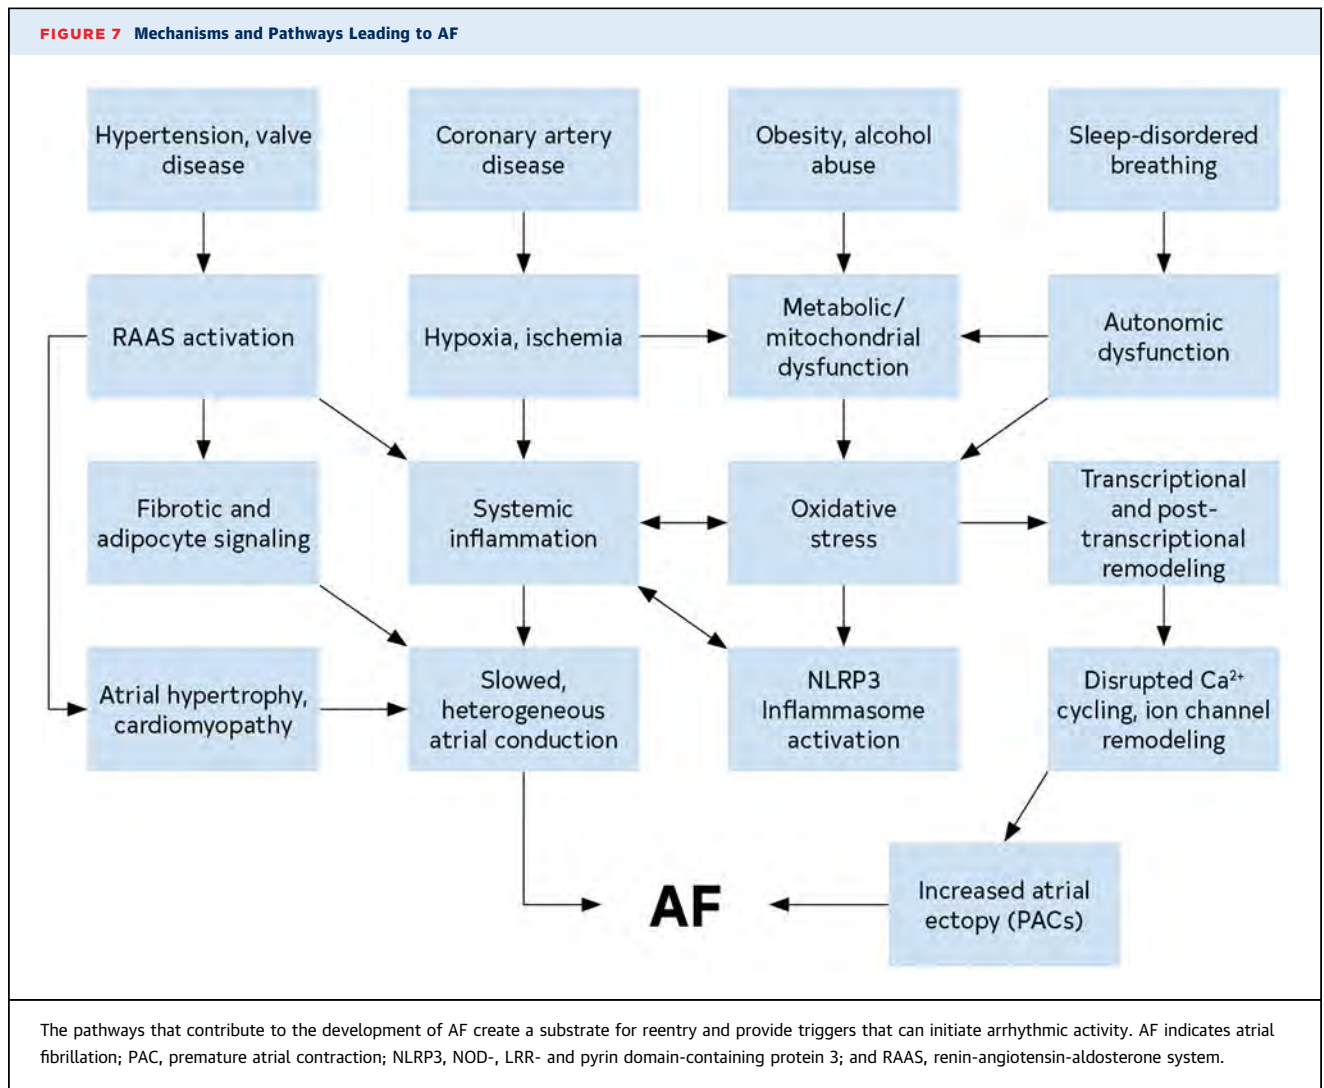 FIGURE 7 Mechanisms and Pathways Leading to AF
Hypertension, valve
disease
Coronary artery
disease
Obesity, alcohol
abuse
Sleep-disordered
breathing
RAAS activation
Hypoxia, ischemia
Metabolic/
mitochondrial
dysfunction
Autonomic
dysfunction
Fibrotic and
adipocyte signaling
Systemic
inflammation
Oxidative
stress
Transcriptional
and post-
transcriptional
remodeling
Atrial hypertrophy,
cardiomyopathy
Slowed,
heterogeneous
atrial conduction
NLRP3
Inflammasome
activation
Disrupted Ca²⁺
cycling, ion channel
remodeling
AF
Increased atrial
ectopy (PACs)
The pathways that contribute to the development of AF create a substrate for reentry and provide triggers that can initiate arrhythmic activity. AF indicates atrial
fibrillation; PAC, premature atrial contraction; NLRP3, NOD-, LRR- and pyrin domain-containing protein 3; and RAAS, renin-angiotensin-aldosterone system.